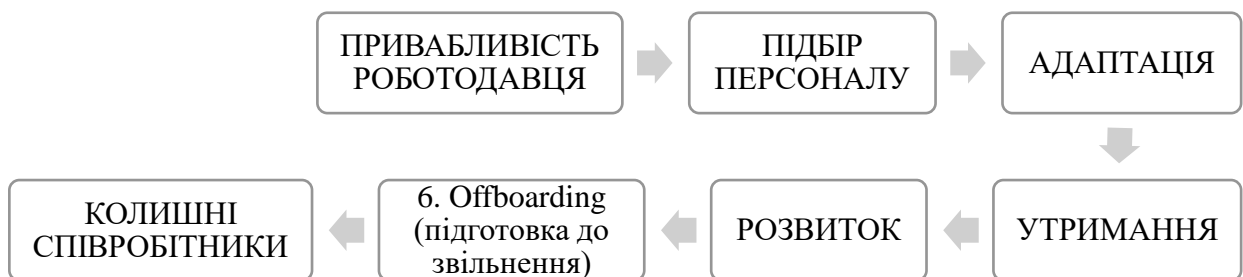 ПРИВАБЛИВІСТЬ
РОБОТОДАВЦЯ
ПІДБІР
ПЕРСОНАЛУ
АДАПТАЦІЯ
УТРИМАННЯ
РОЗВИТОК
6. Offboarding
(підготовка до
звільнення)
КОЛИШНІ
СПІВРОБІТНИКИ